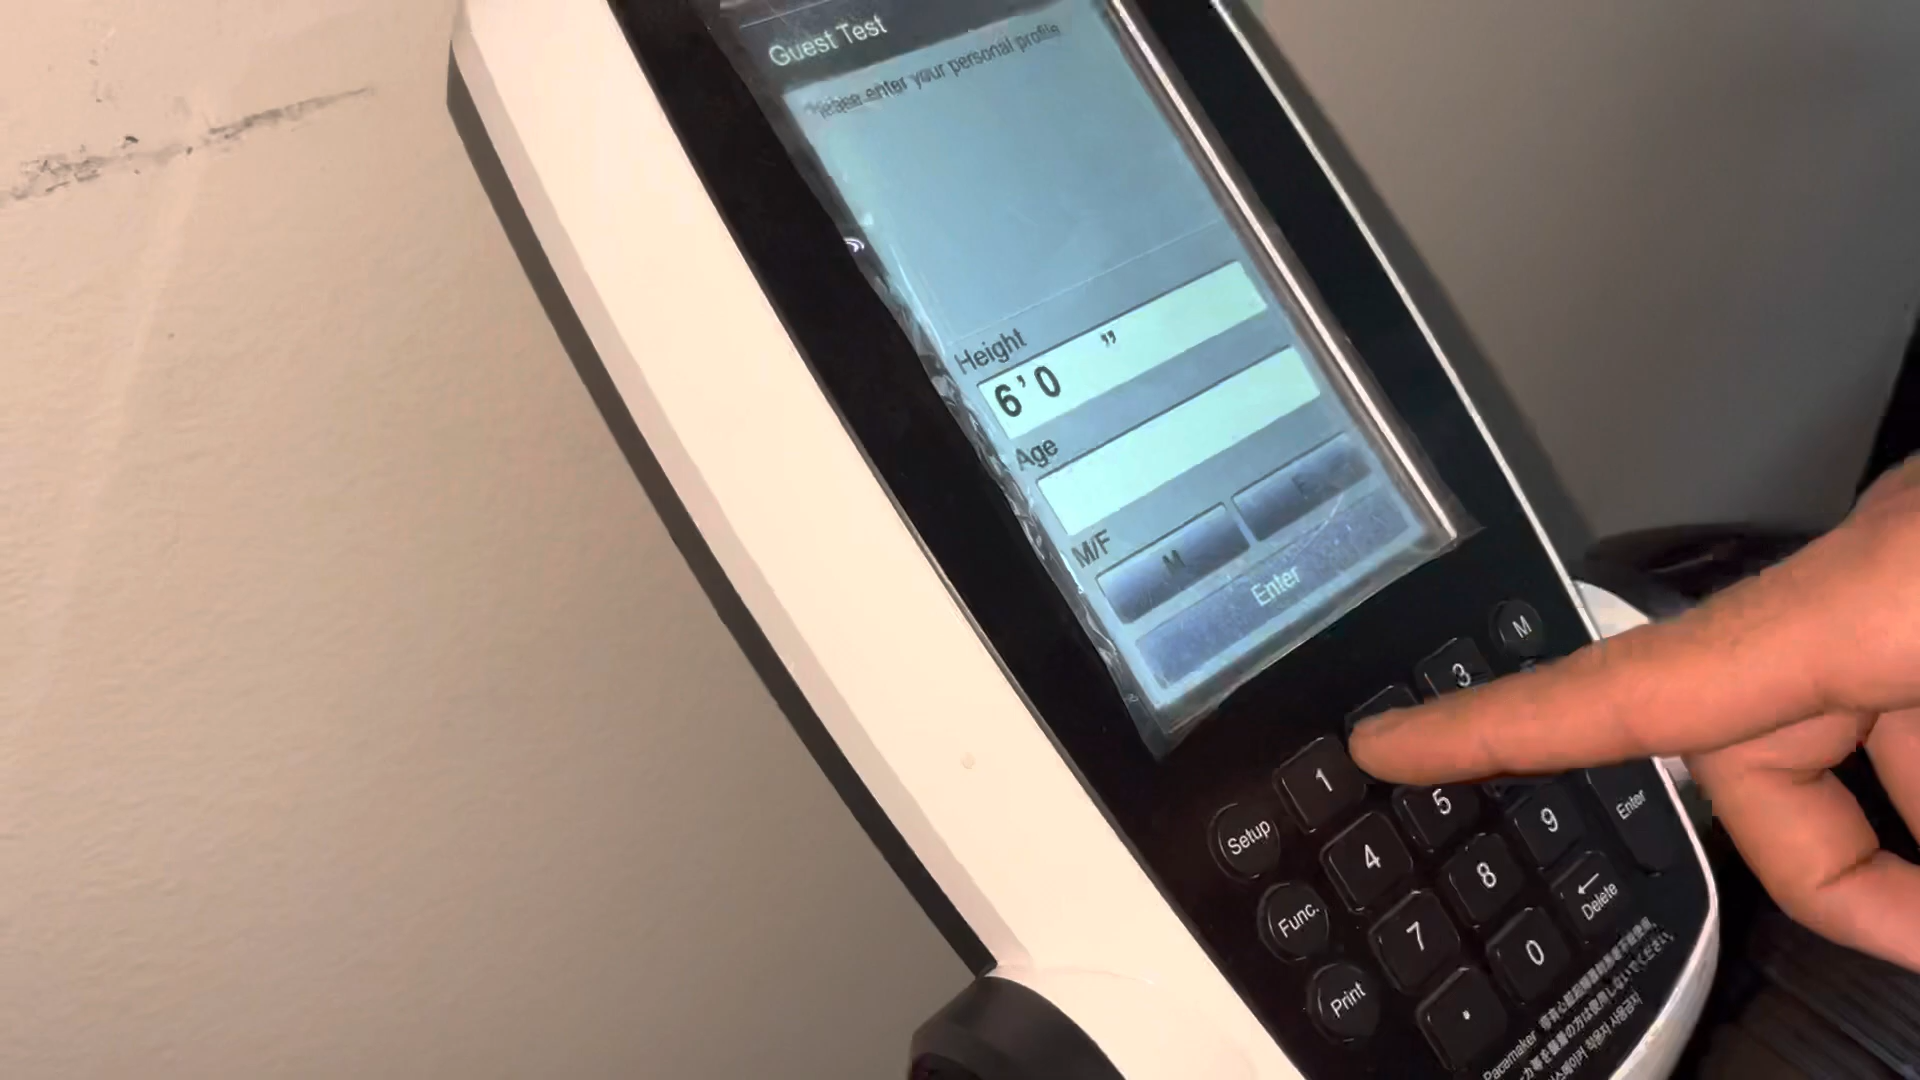 Guest Test
Please enter your personal profile
Height
6'0 "
Age
M/F
M
F
Enter
M
3
1
Setup
5
9
Enter
4
8
Func.
← Delete
7
0
Print
.
Pacemaker